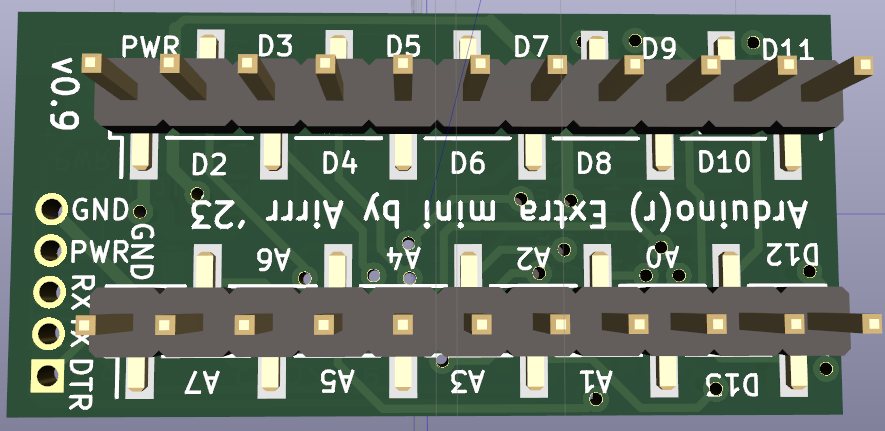 PWR D3 D5 D7 D9 D11
v0.9
D2 D4 D6 D8 D10
GND
Arduino(r) Extra mini by Airrr '23
PWR
GND
A6 A4 A2 A0 D12
RX
TX
DTR
A7 A5 A3 A1 D13